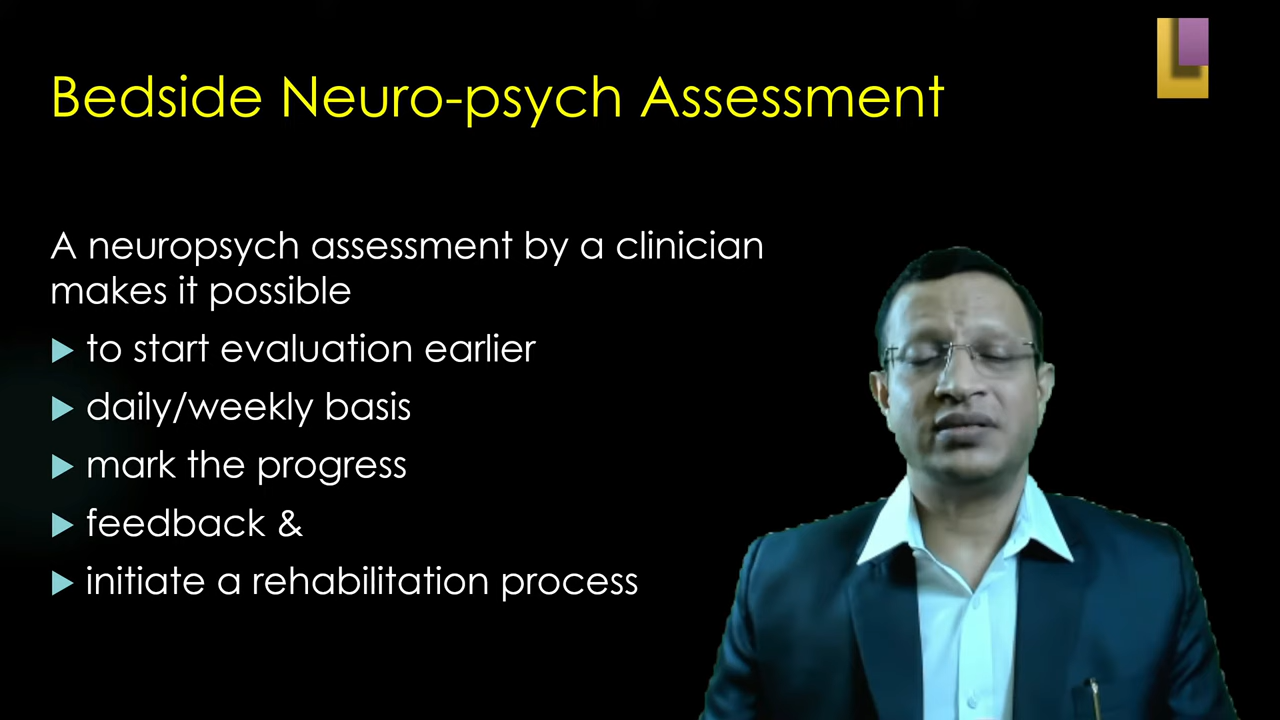 Bedside Neuro-psych Assessment
A neuropsych assessment by a clinician
makes it possible
to start evaluation earlier
daily/weekly basis
mark the progress
feedback &
initiate a rehabilitation process